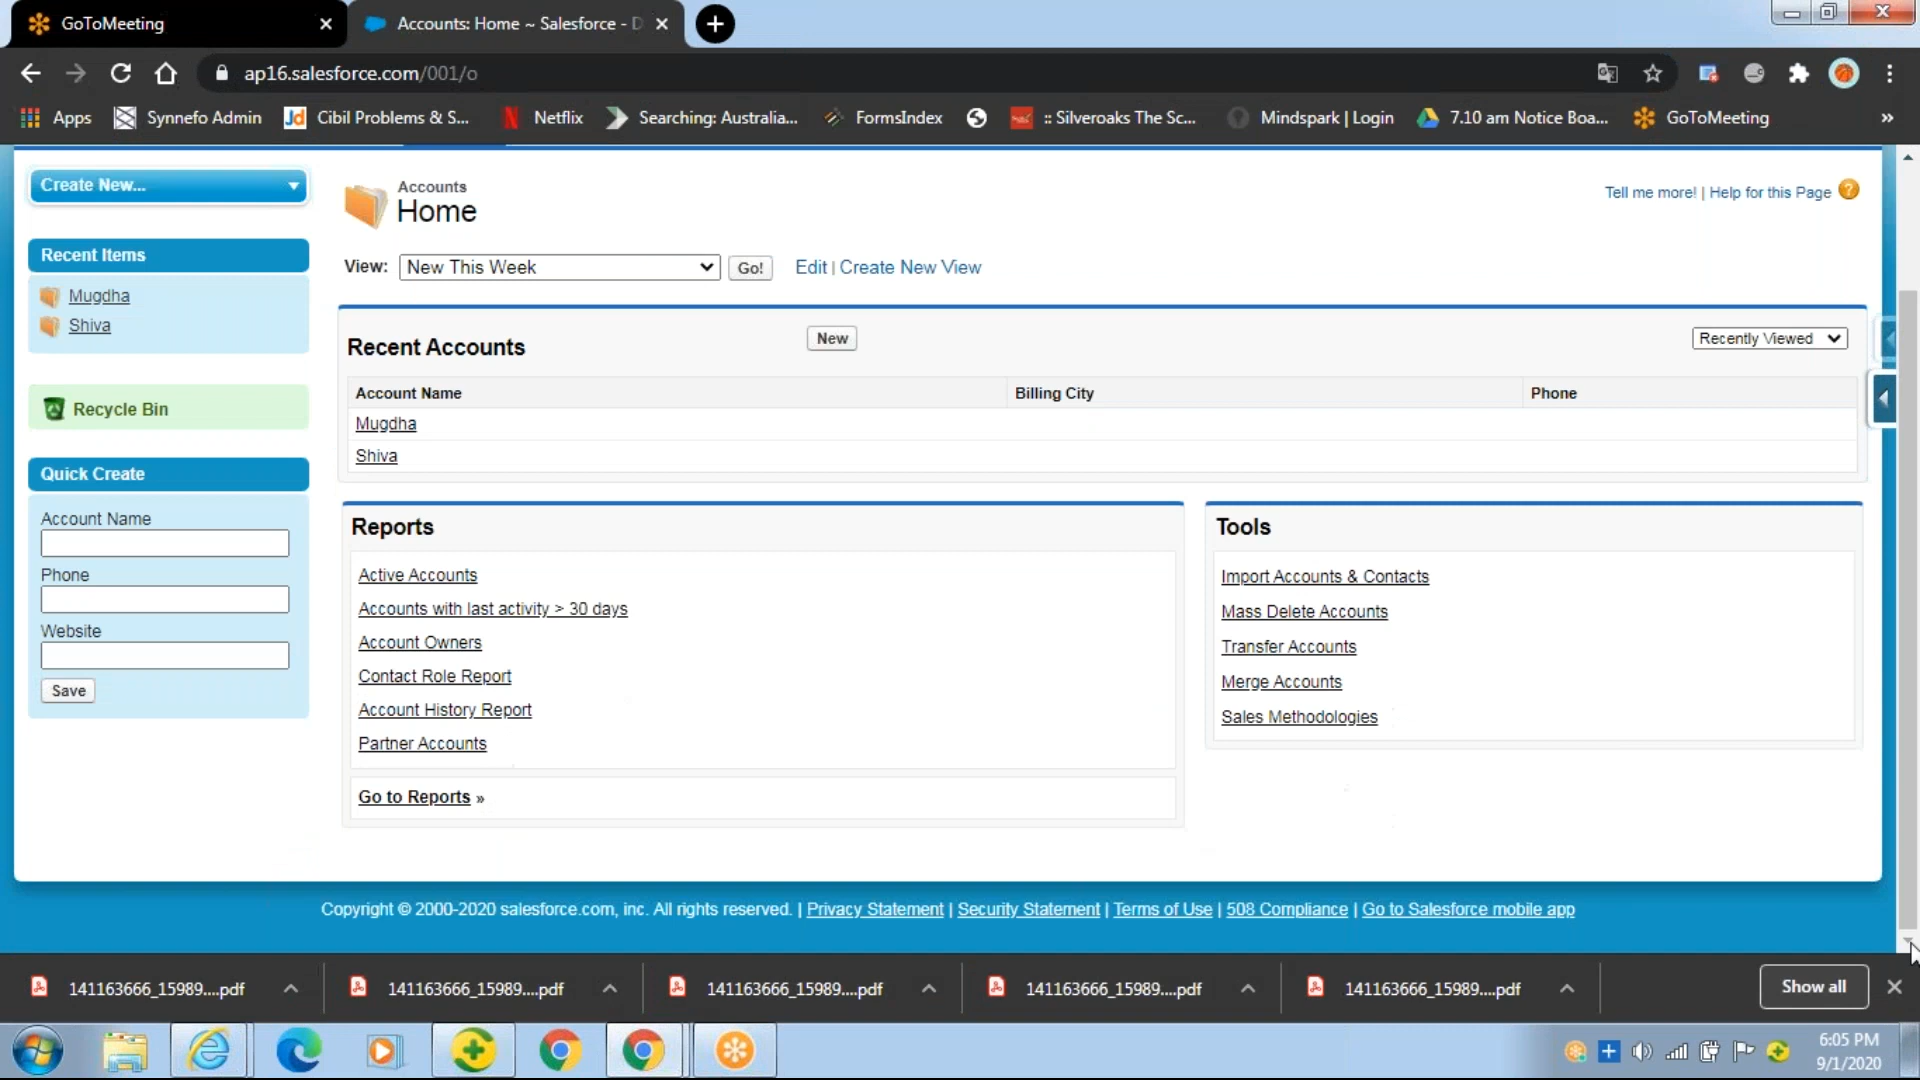 GoToMeeting
Accounts: Home ~ Salesforce - D
ap16.salesforce.com/001/o
Apps
Synnefo Admin
Jd
Cibil Problems & S...
Netflix
Searching: Australia...
FormsIndex
:: Silveroaks The Sc...
Mindspark | Login
7.10 am Notice Boa...
GoToMeeting
»
Create New...
Accounts
Home
Tell me more! | Help for this Page ?
Recent Items
Mugdha
Shiva
View: New This Week Go! Edit | Create New View
Recent Accounts New Recently Viewed
Account Name Billing City Phone
Mugdha
Shiva
Recycle Bin
Quick Create
Account Name
Phone
Website
Save
Reports
Active Accounts
Accounts with last activity > 30 days
Account Owners
Contact Role Report
Account History Report
Partner Accounts
Go to Reports »
Tools
Import Accounts & Contacts
Mass Delete Accounts
Transfer Accounts
Merge Accounts
Sales Methodologies
Copyright © 2000-2020 salesforce.com, inc. All rights reserved. | Privacy Statement | Security Statement | Terms of Use | 508 Compliance | Go to Salesforce mobile app
141163666_15989....pdf
141163666_15989....pdf
141163666_15989....pdf
141163666_15989....pdf
141163666_15989....pdf
Show all
6:05 PM
9/1/2020